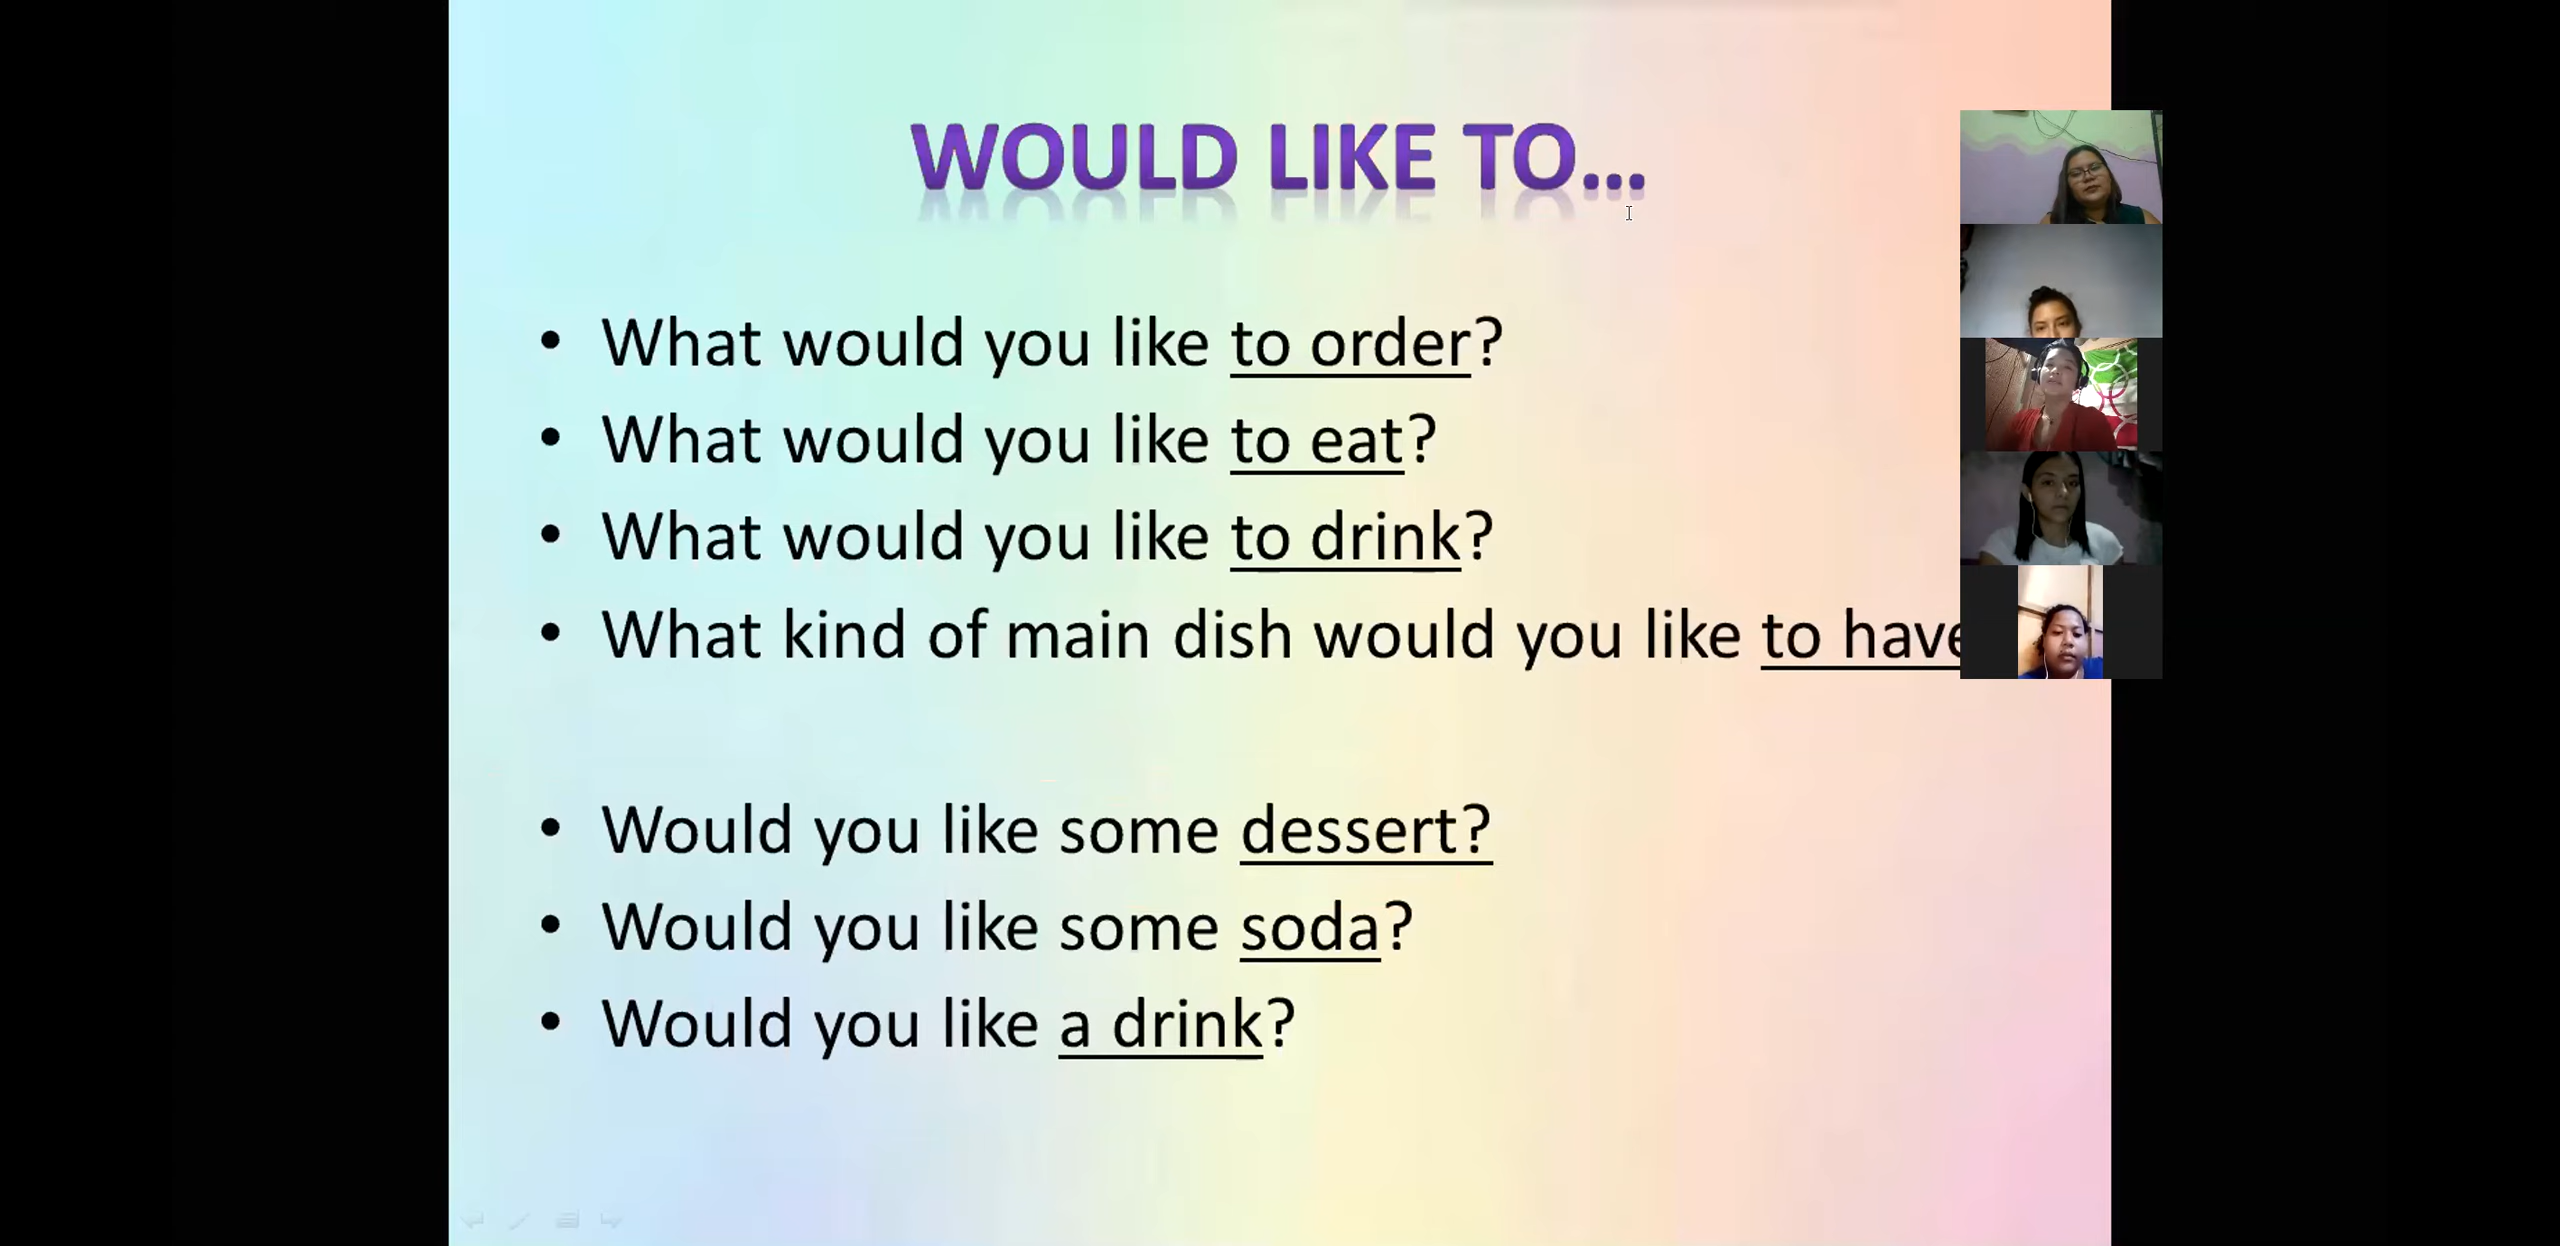 WOULD LIKE TO...
• What would you like to order?
• What would you like to eat?
• What would you like to drink?
• What kind of main dish would you like to have
• Would you like some dessert?
• Would you like some soda?
• Would you like a drink?